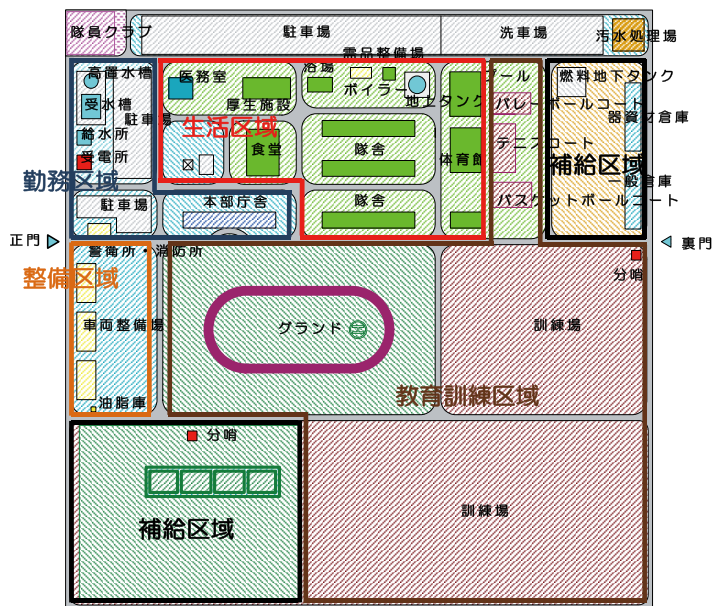 隊員クラブ
駐車場
洗車場
汚水処理場
需品整備場
高置水槽
医務室
浴場
プール
燃料地下タンク
ボイラー
受水槽
厚生施設
地上タンク
バレーボールコート
駐車場
器資材倉庫
給水所
生活区域
テニスコート
受電所
食堂
隊舎
体育館
補給区域
勤務区域
一般倉庫
駐車場
本部庁舎
隊舎
バスケットボールコート
正門
裏門
警衛所・消防所
整備区域
分哨
車両整備場
グランド
訓練場
教育訓練区域
油脂庫
分哨
訓練場
補給区域